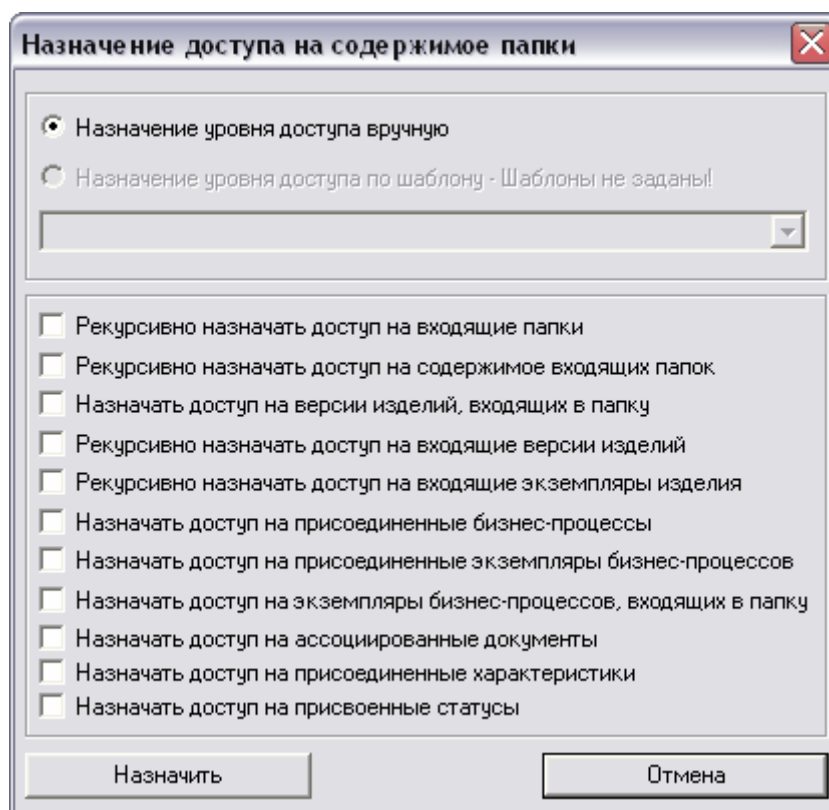 Назначение доступа на содержимое папки
Назначение уровня доступа вручную
Назначение уровня доступа по шаблону - Шаблоны не заданы!
Рекурсивно назначать доступ на входящие папки
Рекурсивно назначать доступ на содержимое входящих папок
Назначать доступ на версии изделий, входящих в папку
Рекурсивно назначать доступ на входящие версии изделий
Рекурсивно назначать доступ на входящие экземпляры изделия
Назначать доступ на присоединенные бизнес-процессы
Назначать доступ на присоединенные экземпляры бизнес-процессов
Назначать доступ на экземпляры бизнес-процессов, входящих в папку
Назначать доступ на ассоциированные документы
Назначать доступ на присоединенные характеристики
Назначать доступ на присвоенные статусы
Назначить Отмена